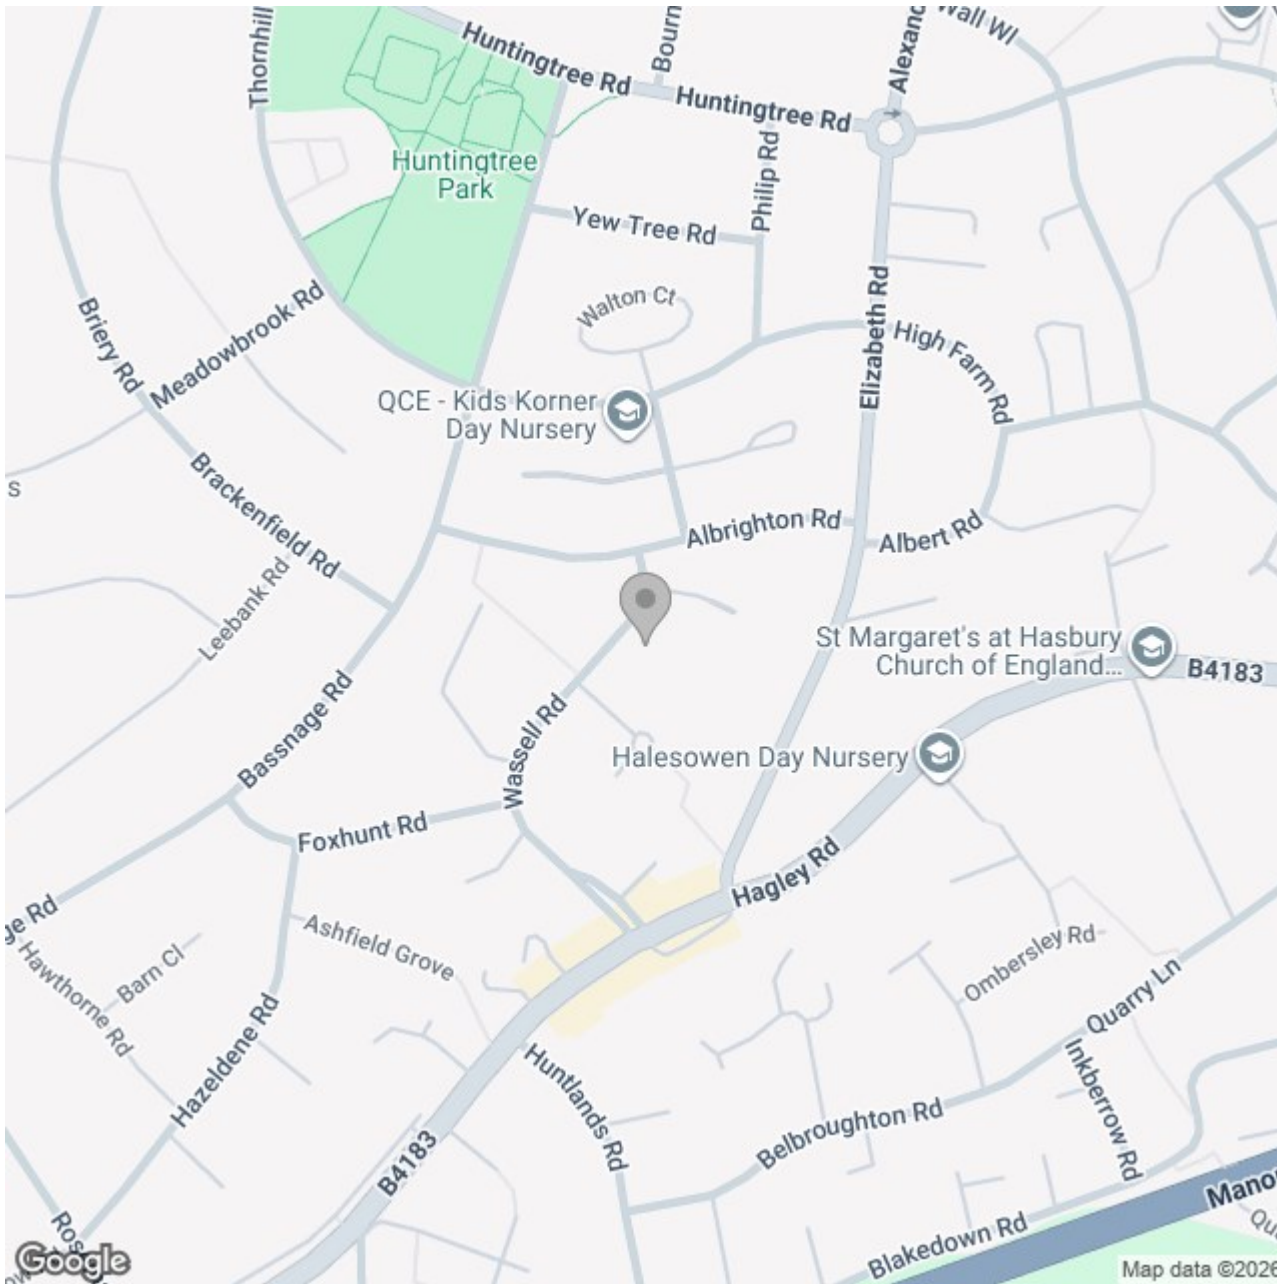 Thornhill
Huntingtree Rd
Bourn
Alexand
Wall Wl
Huntingtree Rd
Huntingtree
Park
Philip Rd
Yew Tree Rd
Walton Ct
Elizabeth Rd
High Farm Rd
Briery Rd
Meadowbrook Rd
QCE - Kids Korner
Day Nursery
s
Brackenfield Rd
Albrighton Rd
Albert Rd
Leebank Rd
St Margaret's at Hasbury
Church of England...
B4183
Bassnage Rd
Wassell Rd
Halesowen Day Nursery
Foxhunt Rd
Hagley Rd
ge Rd
Ashfield Grove
Hawthorne Rd
Barn Cl
Ombersley Rd
Quarry Ln
Hazeldene Rd
Huntlands Rd
Inkberrow Rd
Belbroughton Rd
B4183
Manor
Blakedown Rd
Google
Map data ©2026